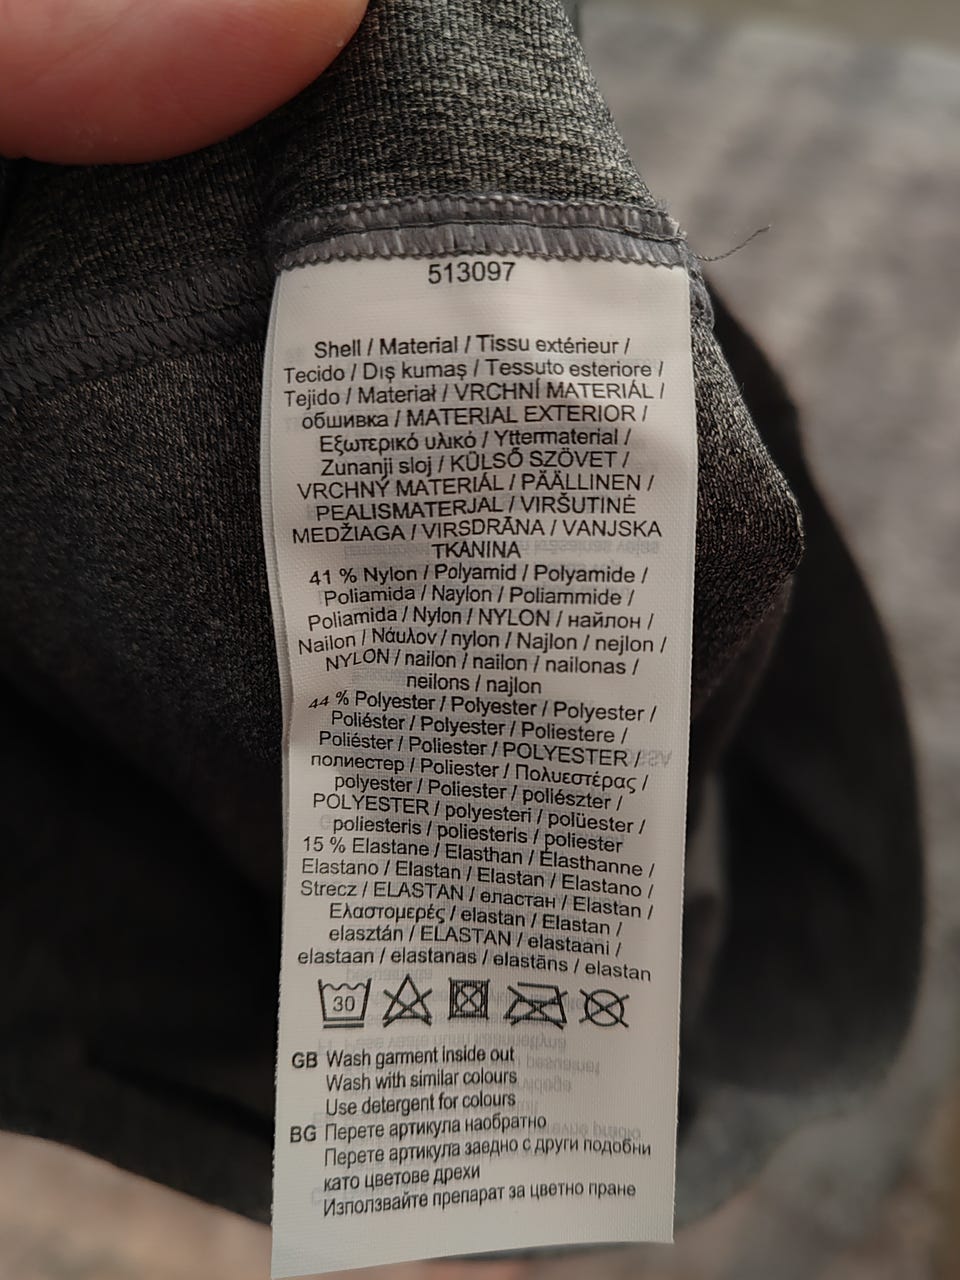 513097
Shell / Material / Tissu extérieur /
Tecido / Dış kumaş / Tessuto esteriore /
Tejido / Materiał / VRCHNÍ MATERIÁL /
обшивка / MATERIAL EXTERIOR /
Εξωτερικό υλικό / Yttermaterial /
Zunanji sloj / KÜLSŐ SZÖVET /
VRCHNÝ MATERIÁL / PÄÄLLINEN /
PEALISMATERJAL / VIRŠUTINĖ
MEDŽIAGA / VIRSDRĀNA / VANJSKA
TKANINA
41 % Nylon / Polyamid / Polyamide /
Poliamida / Naylon / Poliammide /
Poliamida / Nylon / NYLON / найлон /
Nailon / Νάυλον / nylon / Najlon / nejlon /
NYLON / nailon / nailon / nailonas /
neilons / najlon
44 % Polyester / Polyester / Polyester /
Poliéster / Polyester / Poliestere /
Poliéster / Poliester / POLYESTER /
полиестер / Poliester / Πολυεστέρας /
polyester / Poliester / poliészter /
POLYESTER / polyesteri / polüester /
poliesteris / poliesteris / poliester
15 % Elastane / Elasthan / Élasthanne /
Elastano / Elastan / Elastan / Elastano /
Strecz / ELASTAN / еластан / Elastan /
Ελαστομερές / elastan / Elastan /
elasztán / ELASTAN / elastaani /
elastaan / elastanas / elastāns / elastan
30
GB Wash garment inside out
Wash with similar colours
Use detergent for colours
BG Перете артикула наобратно
Перете артикула заедно с други подобни
като цветове дрехи
Използвайте препарат за цветно пране